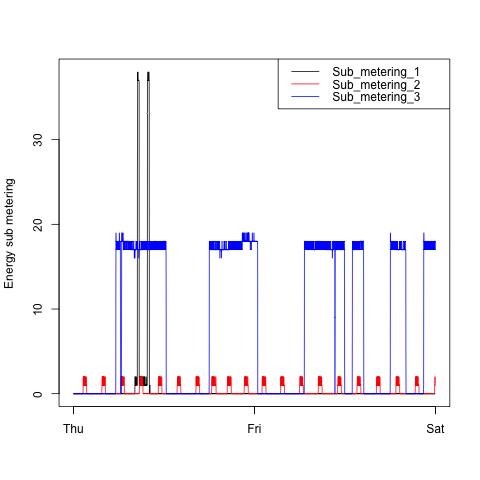 Sub_metering_1
Sub_metering_2
Sub_metering_3
Energy sub metering
30
20
10
0
Thu Fri Sat